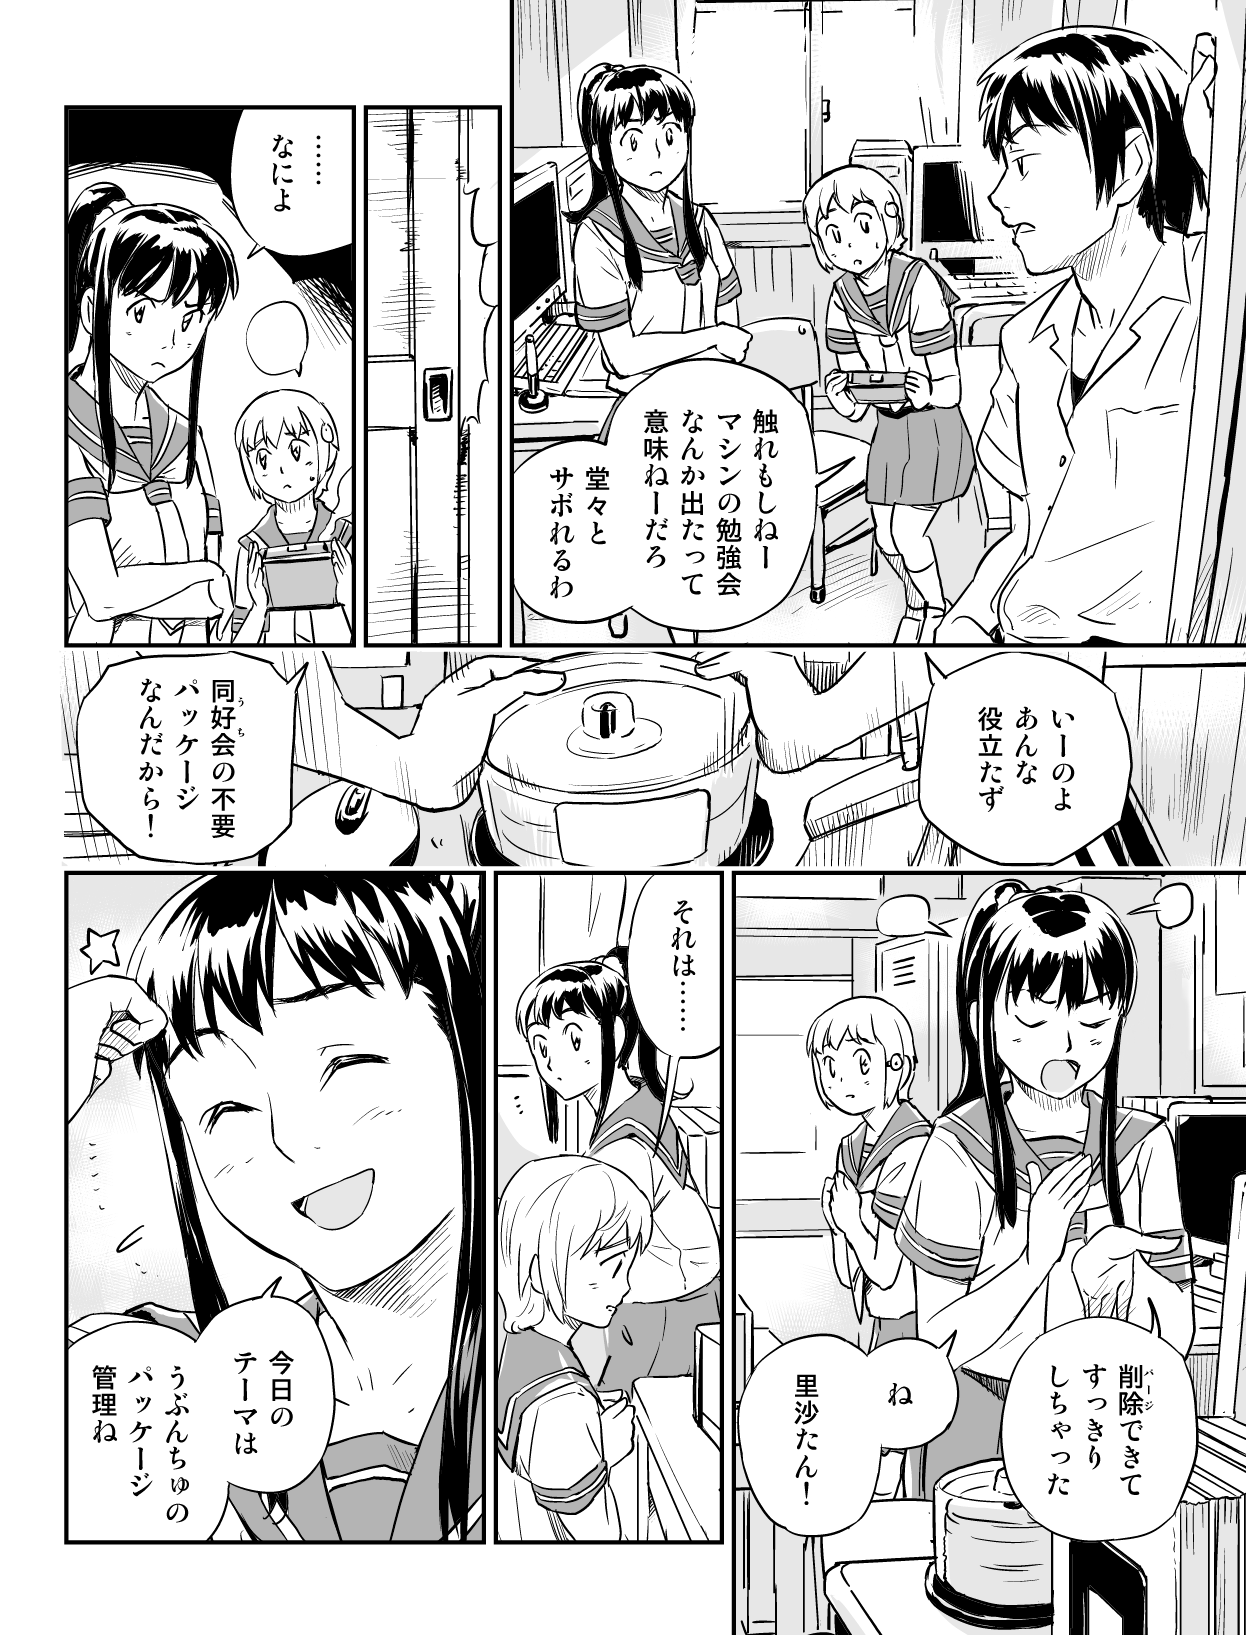 触れもしねー
マシンの勉強会
なんか出たって
意味ねーだろ
堂々と
サボれるわ
……
なによ
いーのよ
あんな
役立たず
同好会の不要
うち
パッケージ
なんだから!
削除できて
パージ
すっきり
しちゃった
ね
里沙たん!
それは……
今日の
テーマは
うぶんちゅの
パッケージ
管理ね